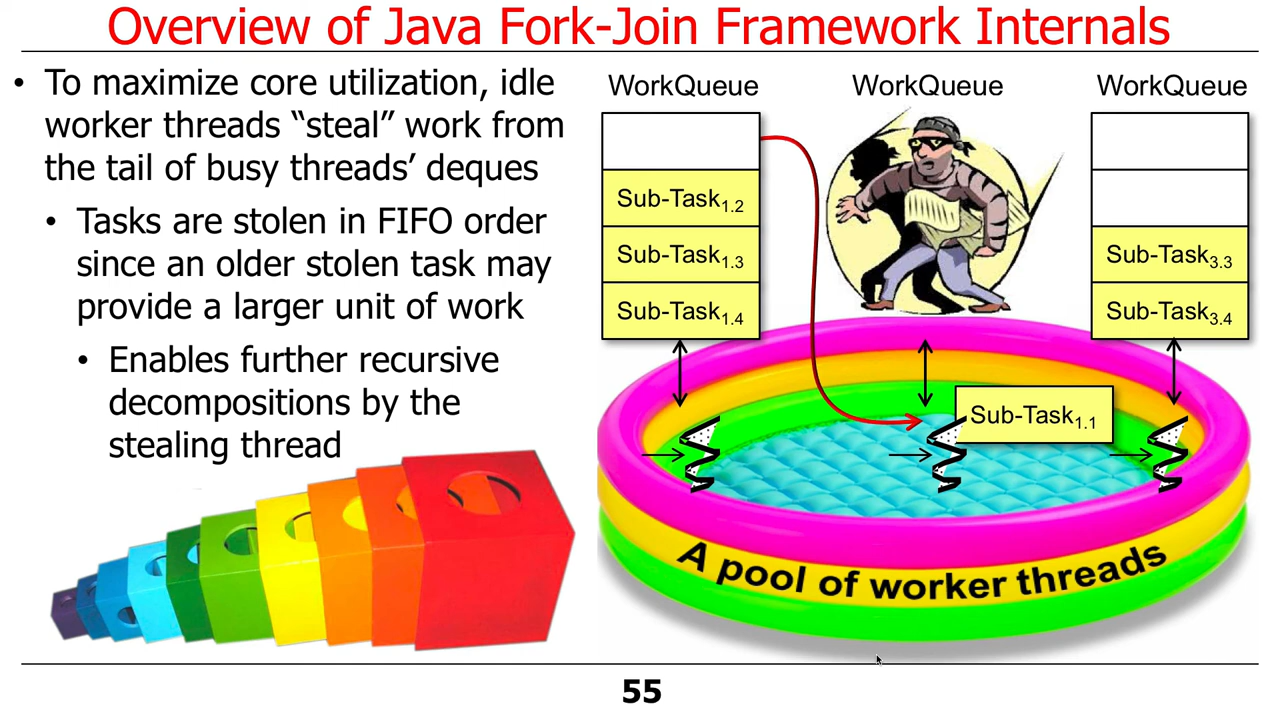 Overview of Java Fork-Join Framework Internals
• To maximize core utilization, idle
worker threads “steal” work from
the tail of busy threads’ deques
• Tasks are stolen in FIFO order
since an older stolen task may
provide a larger unit of work
• Enables further recursive
decompositions by the
stealing thread
WorkQueue
Sub-Task1.2
Sub-Task1.3
Sub-Task1.4
WorkQueue
Sub-Task1.1
WorkQueue
Sub-Task3.3
Sub-Task3.4
A pool of worker threads
55